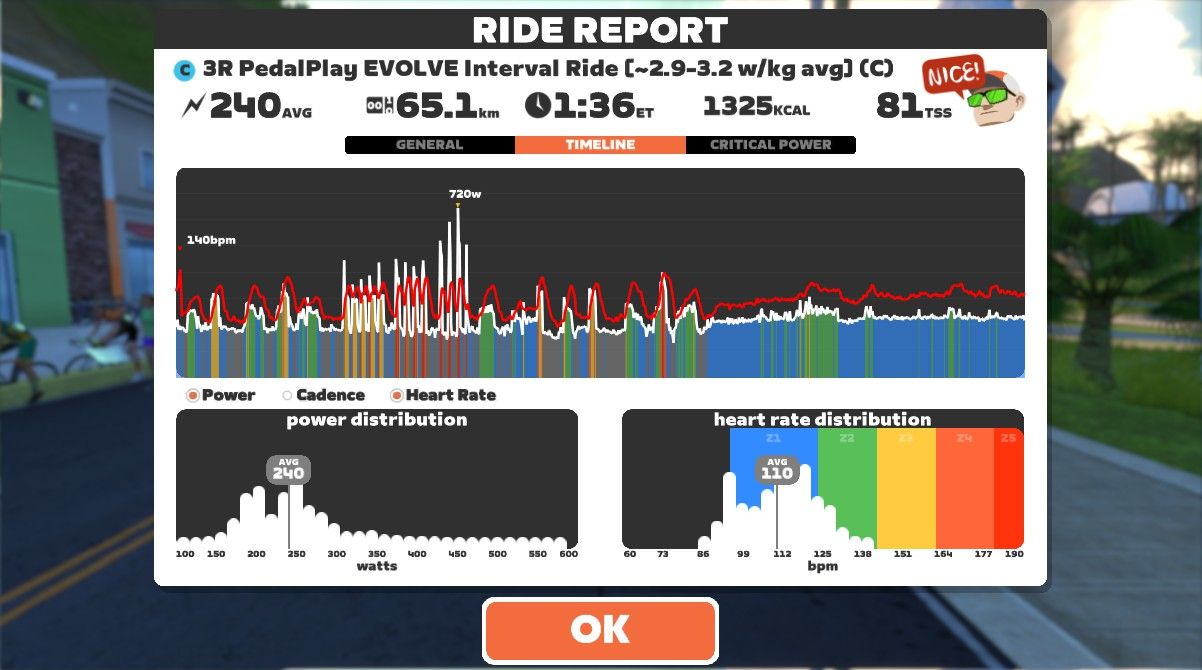 RIDE REPORT
C 3R PedalPlay EVOLVE Interval Ride [~2.9-3.2 w/kg avg] (C)
NICE!
240AVG 65.1km 1:36ET 1325KCAL 81TSS
GENERAL TIMELINE CRITICAL POWER
720w
140bpm
Power Cadence Heart Rate
power distribution
AVG
240
100 150 200 250 300 350 400 450 500 550 600
watts
heart rate distribution
Z1 Z2 Z3 Z4 Z5
AVG
110
60 73 86 99 112 125 138 151 164 177 190
bpm
OK